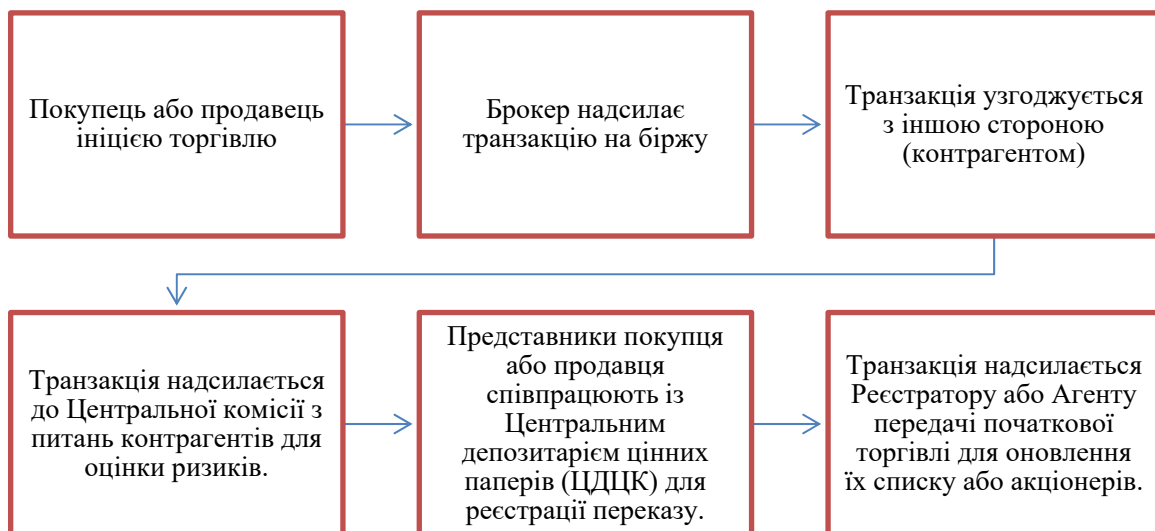 Покупець або продавець
ініцією торгівлю
Брокер надсилає
транзакцію на біржу
Транзакція узгоджується
з іншою стороною
(контрагентом)
Транзакція надсилається
до Центральної комісії з
питань контрагентів для
оцінки ризиків.
Представники покупця
або продавця
співпрацюють із
Центральним
депозитарієм цінних
паперів (ЦДЦК) для
реєстрації переказу.
Транзакція надсилається
Реєстратору або Агенту
передачі початкової
торгівлі для оновлення
їх списку або акціонерів.